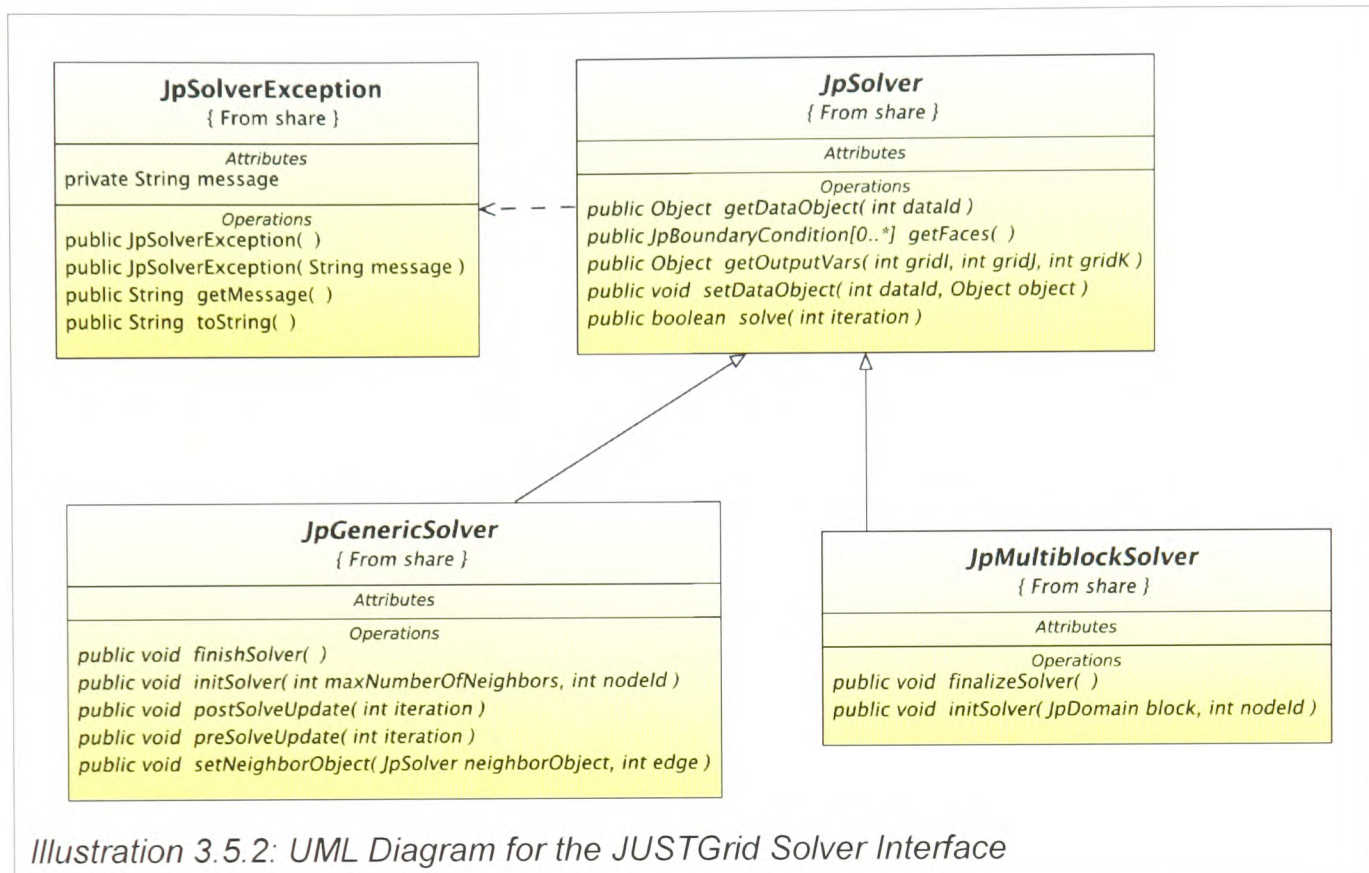 JpSolverException
{ From share }
Attributes
private String message
Operations
public JpSolverException( )
public JpSolverException( String message )
public String getMessage( )
public String toString( )
JpSolver
{ From share }
Attributes
Operations
public Object getDataObject( int dataId )
public JpBoundaryCondition[0..*] getFaces( )
public Object getOutputVars( int gridI, int gridJ, int gridK )
public void setDataObject( int dataId, Object object )
public boolean solve( int iteration )
JpGenericSolver
{ From share }
Attributes
Operations
public void finishSolver( )
public void initSolver( int maxNumberOfNeighbors, int nodeId )
public void postSolveUpdate( int iteration )
public void preSolveUpdate( int iteration )
public void setNeighborObject( JpSolver neighborObject, int edge )
JpMultiblockSolver
{ From share }
Attributes
Operations
public void finalizeSolver( )
public void initSolver( JpDomain block, int nodeId )
Illustration 3.5.2: UML Diagram for the JUSTGrid Solver Interface